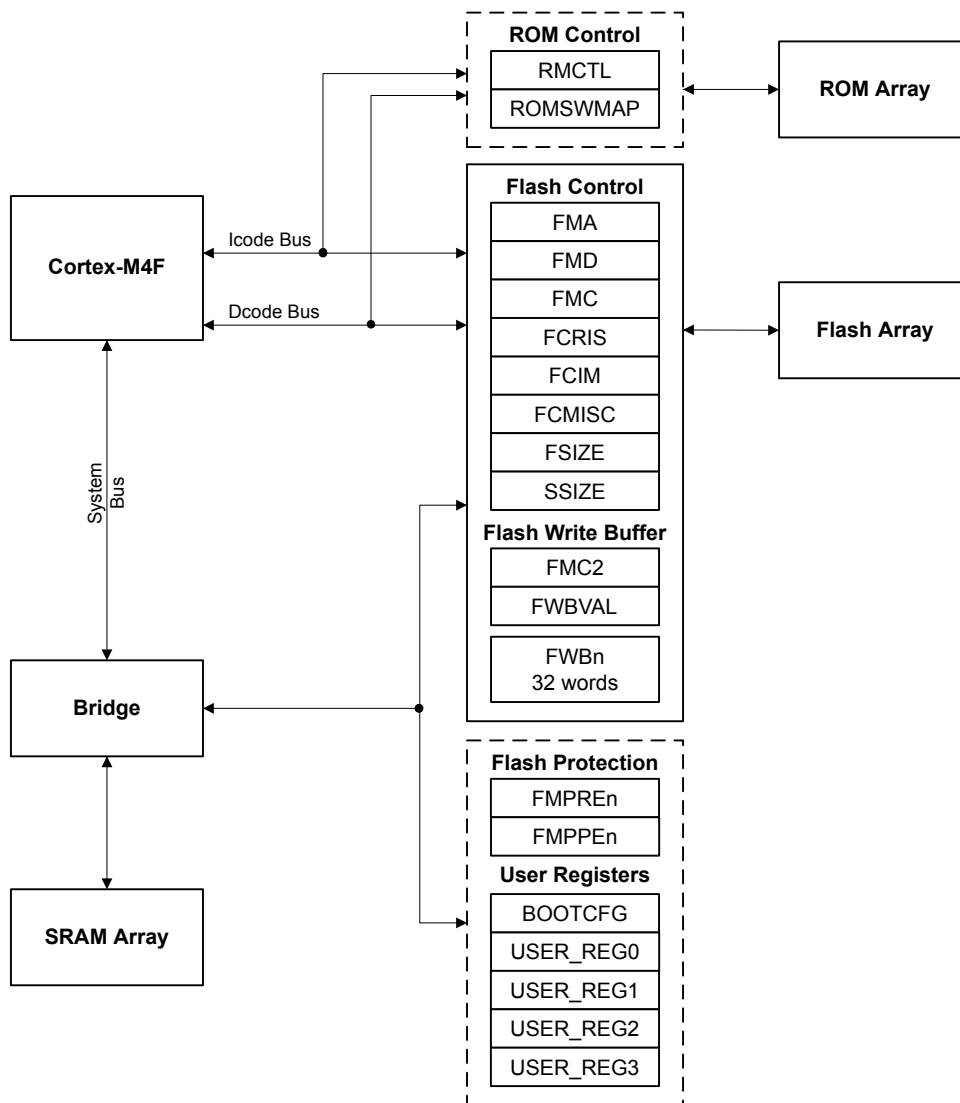 ROM Control
RMCTL
ROMSWMAP
ROM Array
Flash Control
FMA
FMD
FMC
FCRIS
FCIM
FCMISC
FSIZE
SSIZE
Flash Write Buffer
FMC2
FWBVAL
FWBn
32 words
Flash Array
Cortex-M4F
Icode Bus
Dcode Bus
System
Bus
Bridge
SRAM Array
Flash Protection
FMPREn
FMPPEn
User Registers
BOOTCFG
USER_REG0
USER_REG1
USER_REG2
USER_REG3